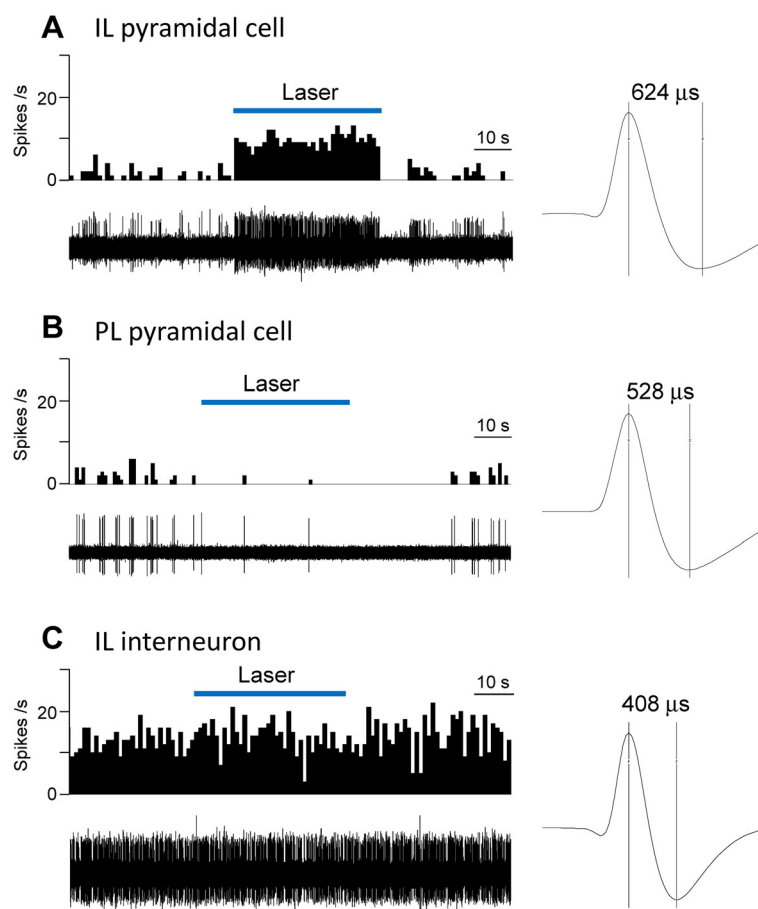 A IL pyramidal cell
Spikes /s
20
0
Laser
10 s
624 µs
B PL pyramidal cell
Spikes /s
20
0
Laser
10 s
528 µs
C IL interneuron
Spikes /s
20
0
Laser
10 s
408 µs